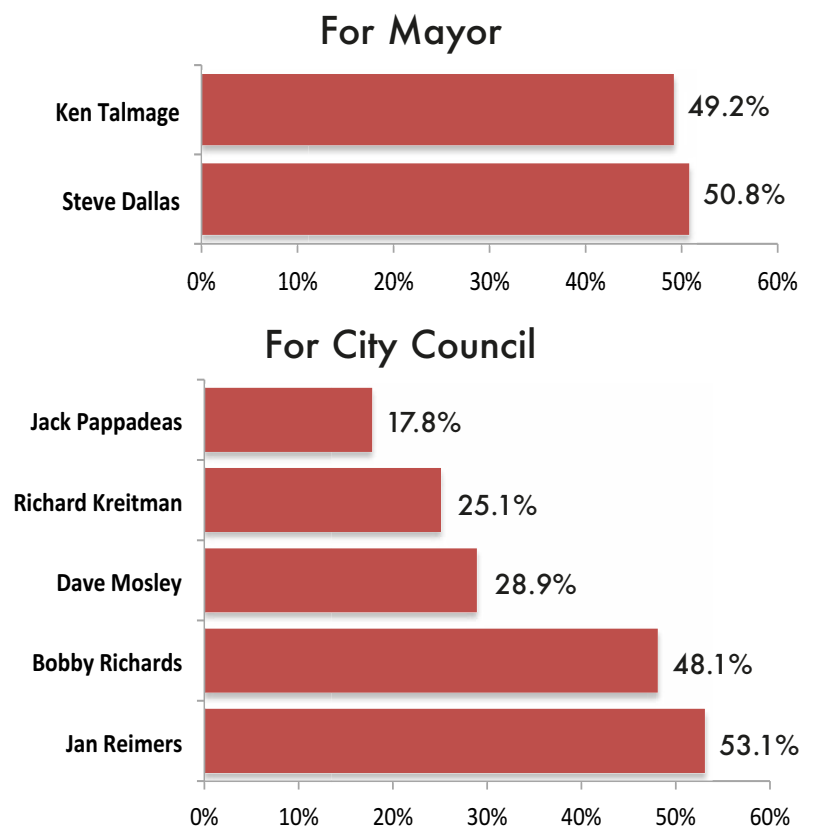 For Mayor
Ken Talmage 49.2%
Steve Dallas 50.8%
0% 10% 20% 30% 40% 50% 60%
For City Council
Jack Pappadeas 17.8%
Richard Kreitman 25.1%
Dave Mosley 28.9%
Bobby Richards 48.1%
Jan Reimers 53.1%
0% 10% 20% 30% 40% 50% 60%